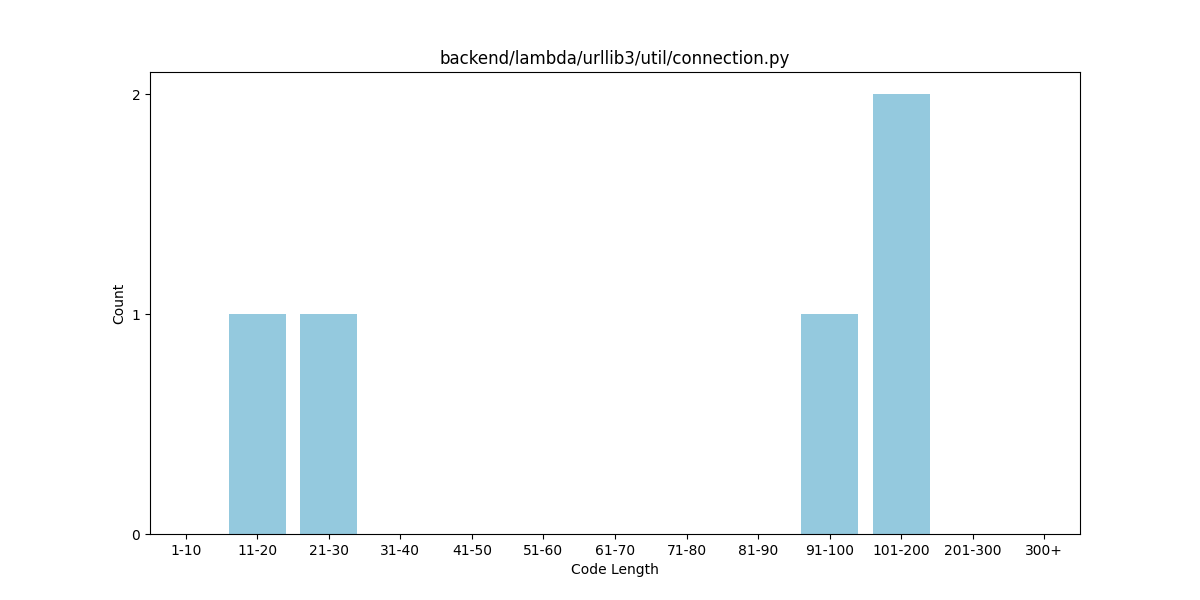 backend/lambda/urllib3/util/connection.py
2
1
0
Count
1-10 11-20 21-30 31-40 41-50 51-60 61-70 71-80 81-90 91-100 101-200 201-300 300+
Code Length